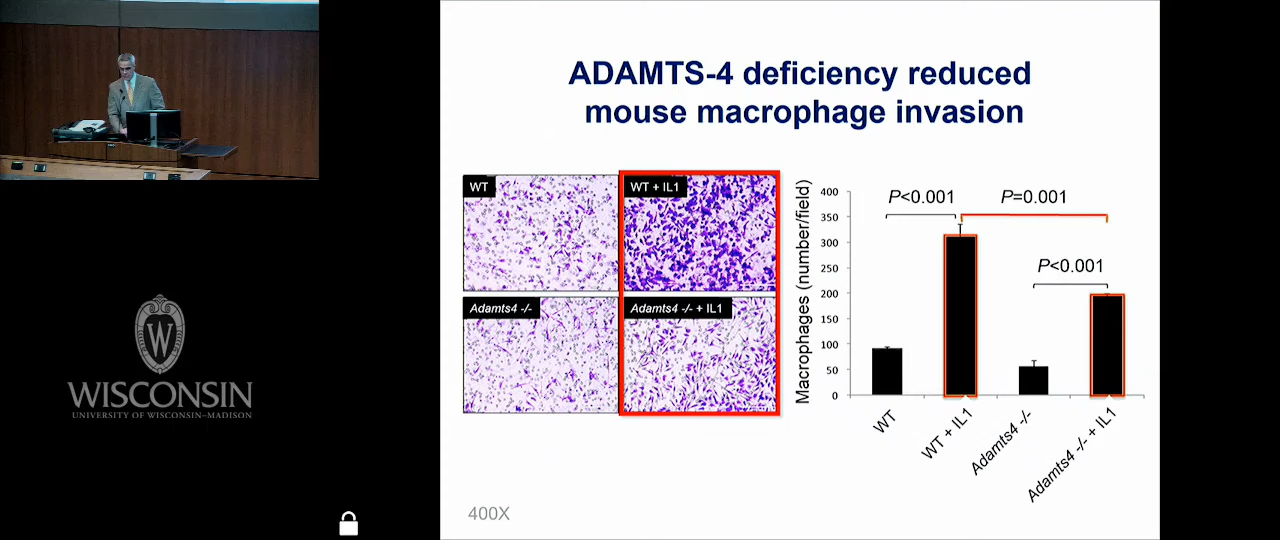 ADAMTS-4 deficiency reduced
mouse macrophage invasion
WT
WT + IL1
Adamts4 -/-
Adamts4 -/- + IL1
Macrophages (number/field)
400
350
300
250
200
150
100
50
0
P<0.001
P=0.001
P<0.001
WT
WT + IL1
Adamts4 -/-
Adamts4 -/- + IL1
400X
W
WISCONSIN
UNIVERSITY OF WISCONSIN–MADISON